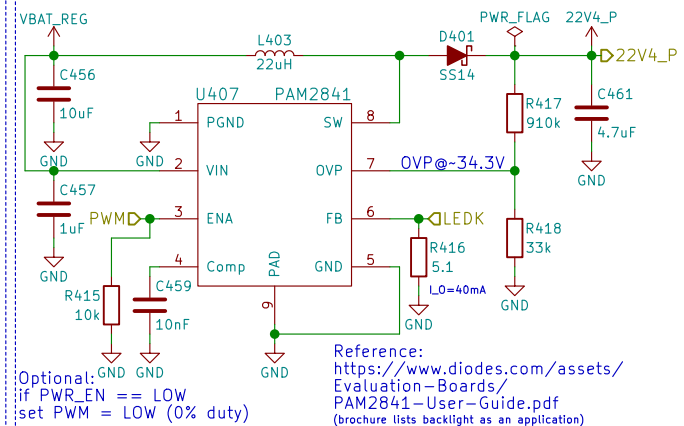 VBAT_REG
PWR_FLAG
22V4_P
L403
22uH
D401
SS14
22V4_P
C456
10uF
GND
U407
PAM2841
R417
910k
C461
4.7uF
GND
1
PGND
SW
8
GND
2
VIN
OVP
7
OVP@~34.3V
C457
1uF
GND
PWM
3
ENA
FB
6
LEDK
R418
33k
GND
4
Comp
PAD
GND
5
R416
5.1
I_O=40mA
GND
R415
10k
GND
C459
10nF
GND
9
GND
Optional:
if PWR_EN == LOW
set PWM = LOW (0% duty)
Reference:
https://www.diodes.com/assets/
Evaluation-Boards/
PAM2841-User-Guide.pdf
(brochure lists backlight as an application)